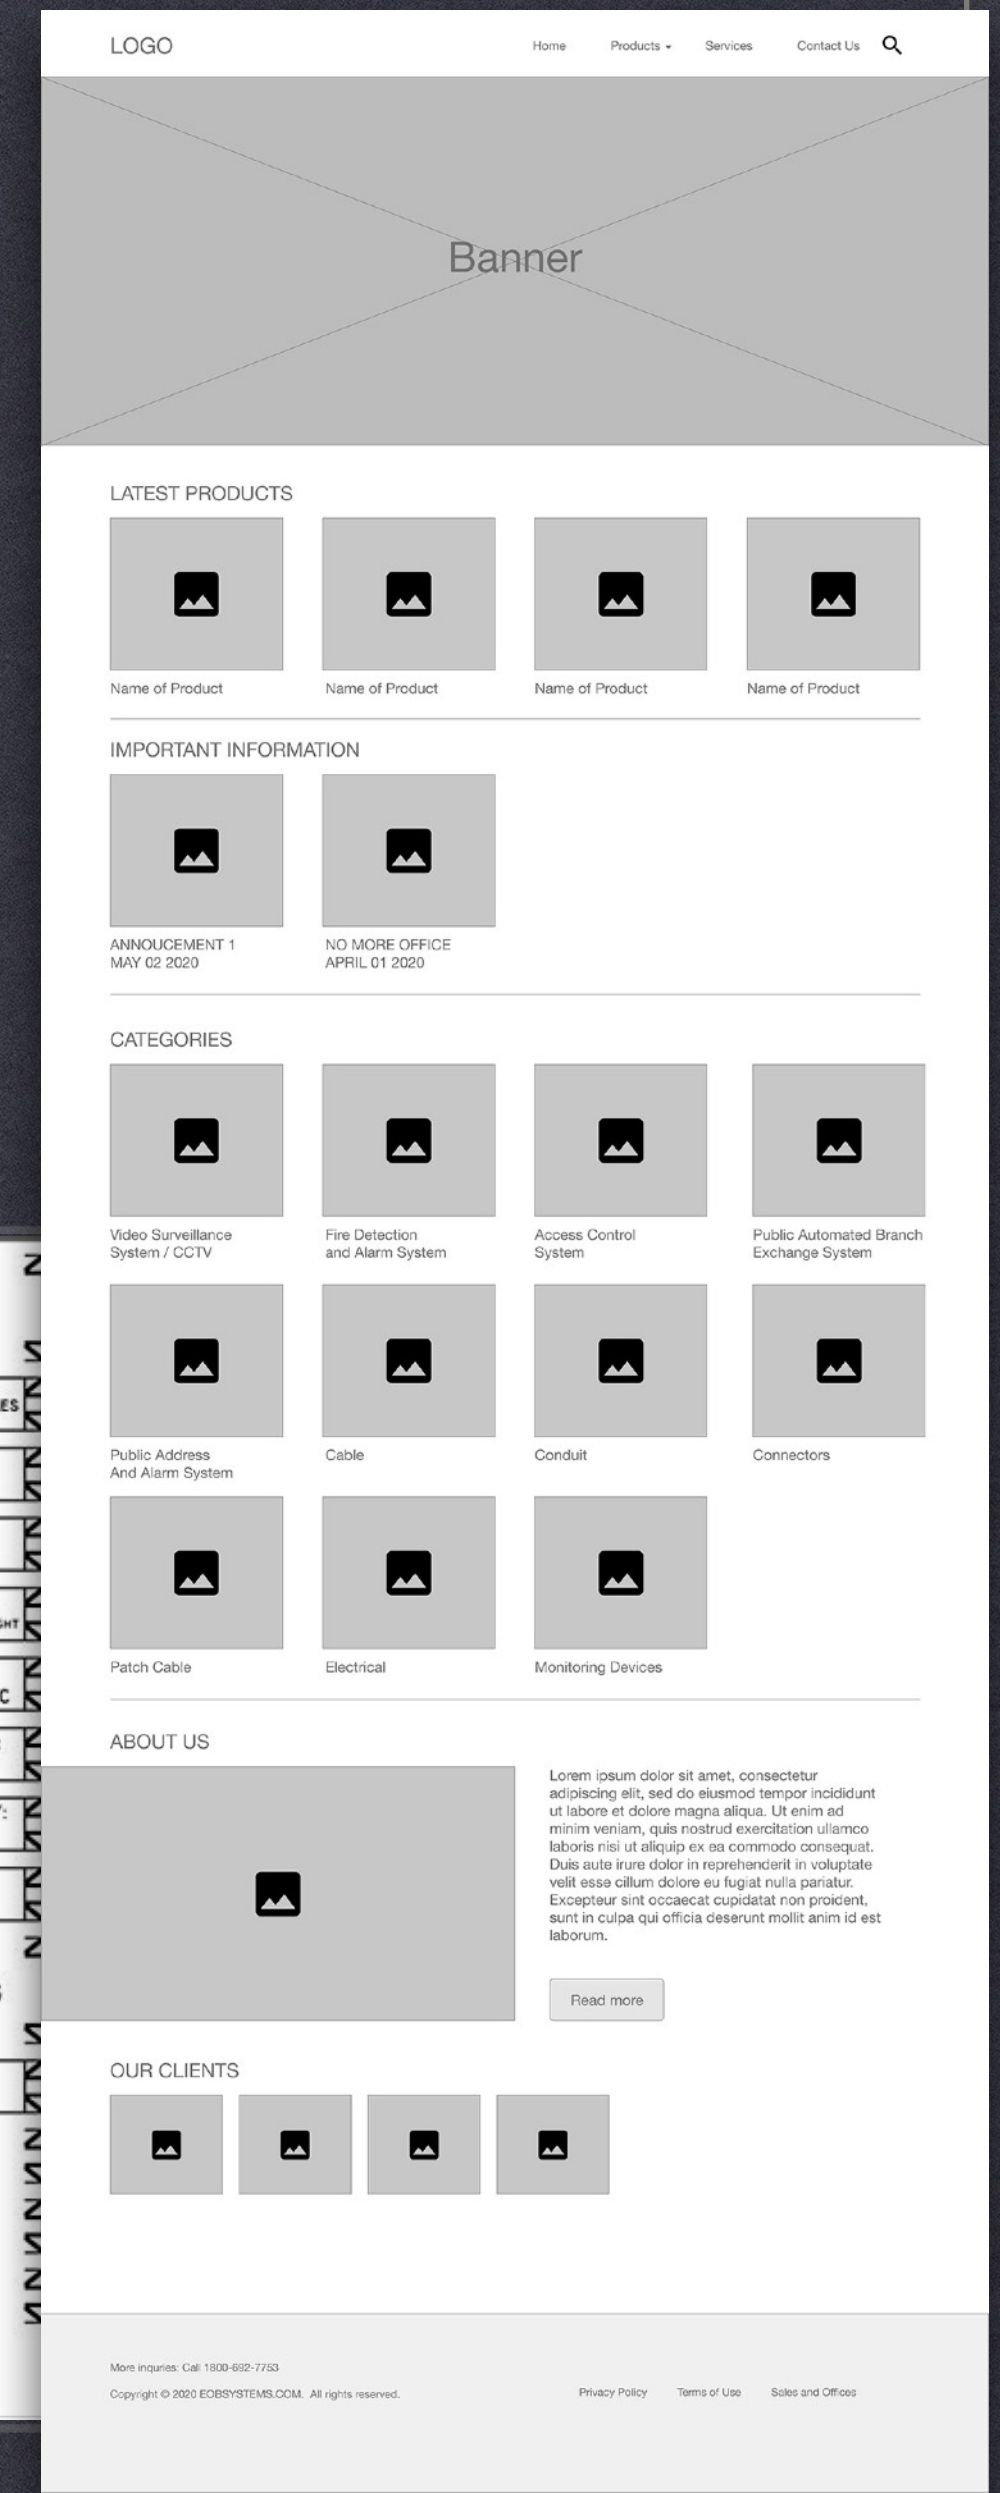 LOGO
Home Products Services Contact Us
Banner
LATEST PRODUCTS
Name of Product Name of Product Name of Product Name of Product
IMPORTANT INFORMATION
ANNOUCEMENT 1
MAY 02 2020
NO MORE OFFICE
APRIL 01 2020
CATEGORIES
Video Surveillance
System / CCTV
Fire Detection
and Alarm System
Access Control
System
Public Automated Branch
Exchange System
Public Address
And Alarm System
Cable
Conduit
Connectors
Patch Cable
Electrical
Monitoring Devices
ABOUT US
Lorem ipsum dolor sit amet, consectetur
adipiscing elit, sed do eiusmod tempor incididunt
ut labore et dolore magna aliqua. Ut enim ad
minim veniam, quis nostrud exercitation ullamco
laboris nisi ut aliquip ex ea commodo consequat.
Duis aute irure dolor in reprehenderit in voluptate
velit esse cillum dolore eu fugiat nulla pariatur.
Excepteur sint occaecat cupidatat non proident,
sunt in culpa qui officia deserunt mollit anim id est
laborum.
Read more
OUR CLIENTS
More inquries: Call 1800-692-7753
Copyright © 2020 EOBSYSTEMS.COM. All rights reserved.
Privacy Policy Terms of Use Sales and Offices